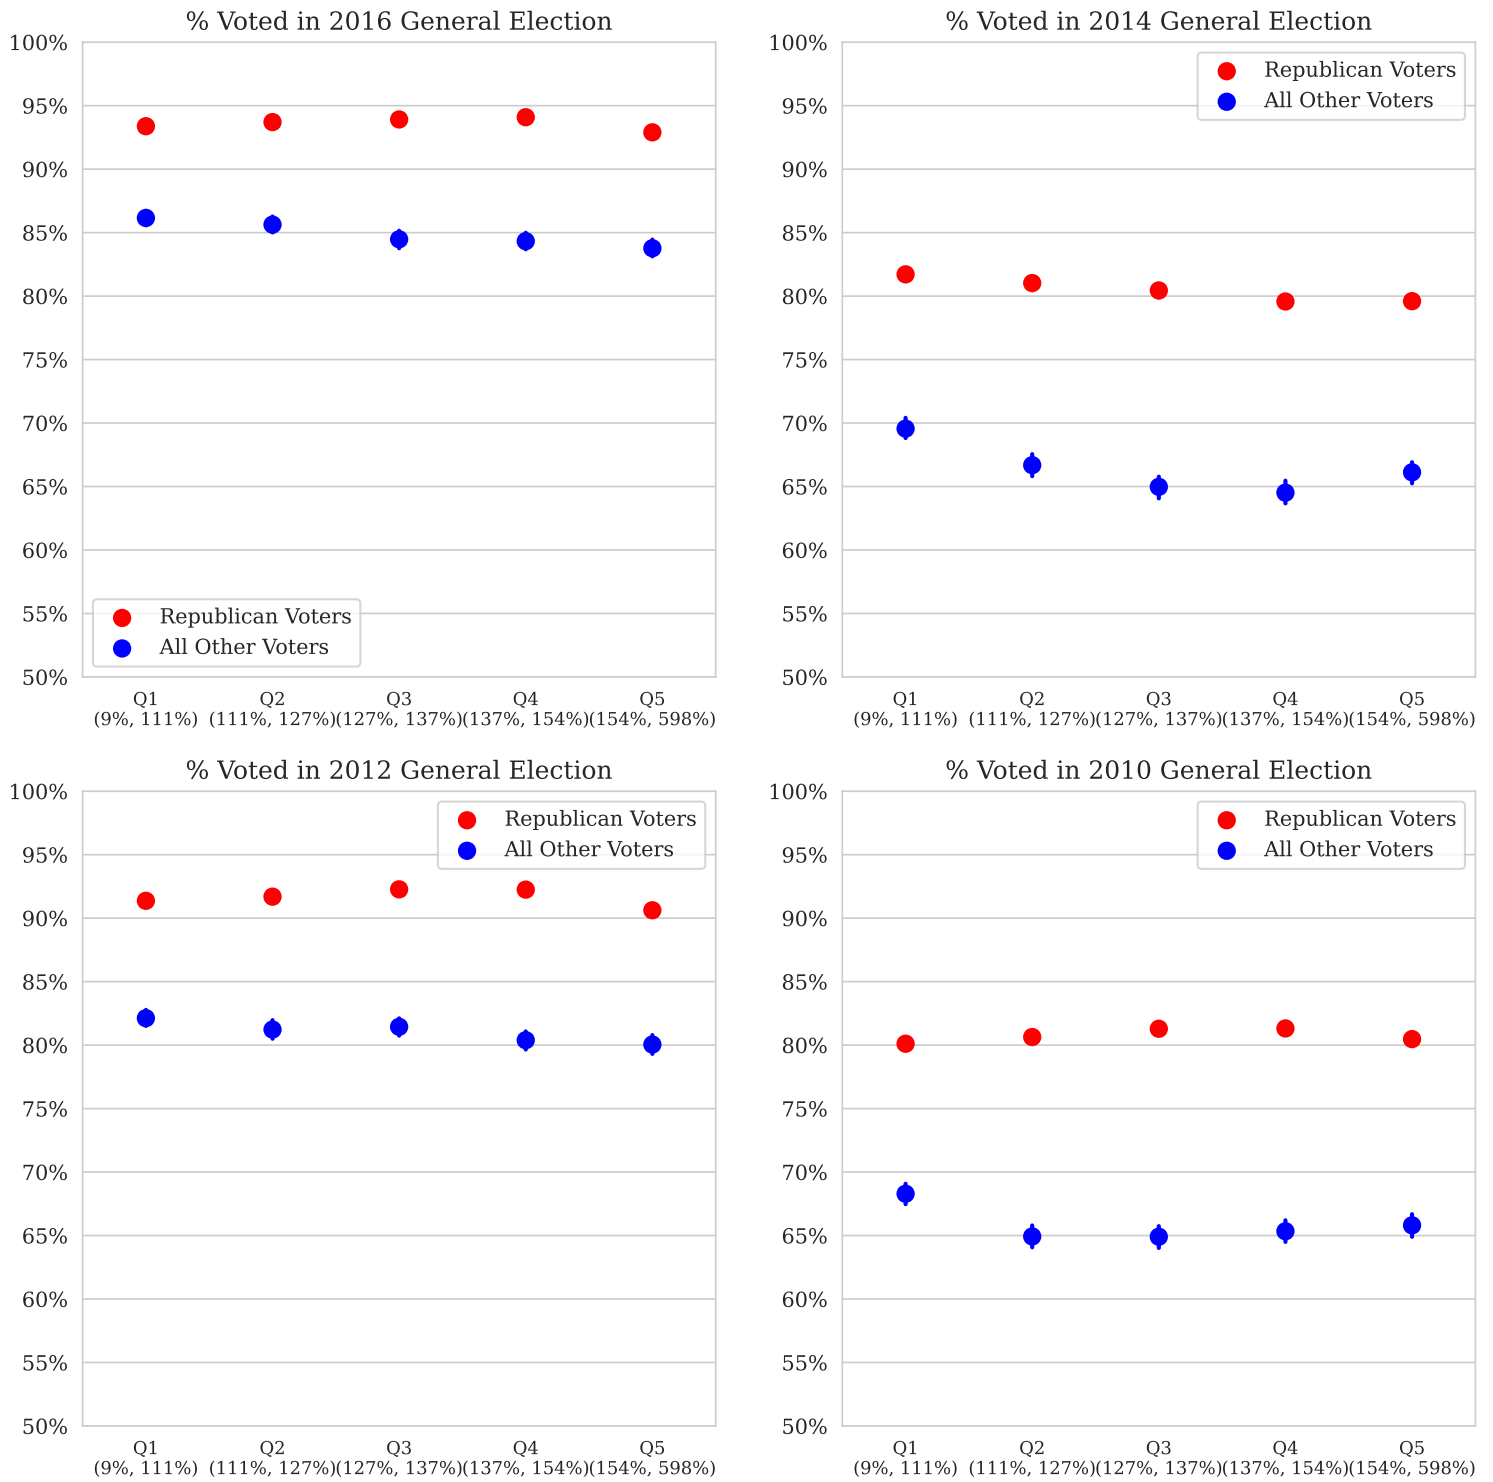 % Voted in 2016 General Election
100%
95%
90%
85%
80%
75%
70%
65%
60%
55%
50%
Republican Voters
All Other Voters
Q1 Q2 Q3 Q4 Q5
(9%, 111%) (111%, 127%) (127%, 137%) (137%, 154%) (154%, 598%)
% Voted in 2014 General Election
100%
95%
90%
85%
80%
75%
70%
65%
60%
55%
50%
Republican Voters
All Other Voters
Q1 Q2 Q3 Q4 Q5
(9%, 111%) (111%, 127%) (127%, 137%) (137%, 154%) (154%, 598%)
% Voted in 2012 General Election
100%
95%
90%
85%
80%
75%
70%
65%
60%
55%
50%
Republican Voters
All Other Voters
Q1 Q2 Q3 Q4 Q5
(9%, 111%) (111%, 127%) (127%, 137%) (137%, 154%) (154%, 598%)
% Voted in 2010 General Election
100%
95%
90%
85%
80%
75%
70%
65%
60%
55%
50%
Republican Voters
All Other Voters
Q1 Q2 Q3 Q4 Q5
(9%, 111%) (111%, 127%) (127%, 137%) (137%, 154%) (154%, 598%)